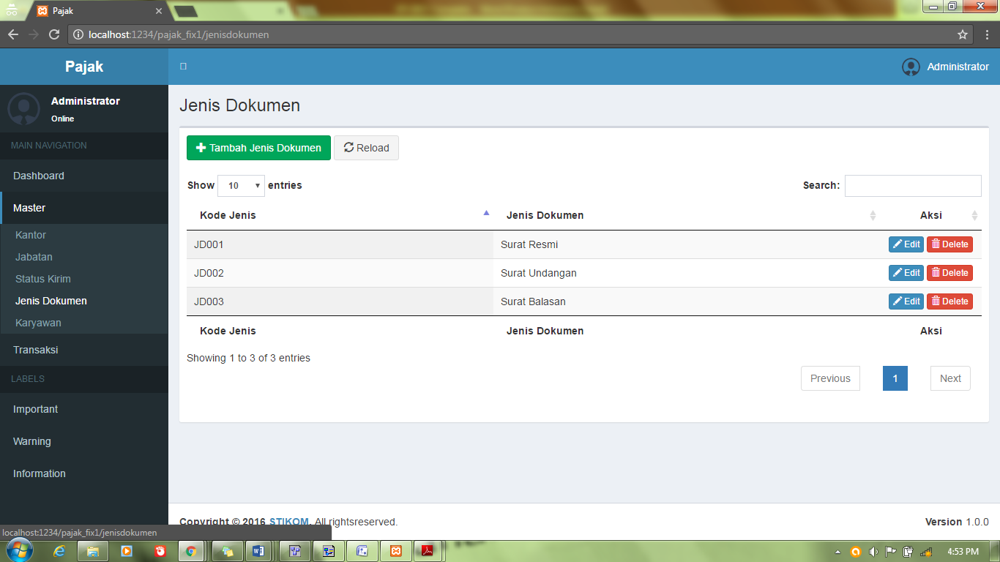 Pajak
localhost:1234/pajak_fix1/jenisdokumen
Pajak
Administrator
Administrator
Online
MAIN NAVIGATION
Dashboard
Master
Kantor
Jabatan
Status Kirim
Jenis Dokumen
Karyawan
Transaksi
LABELS
Important
Warning
Information
Jenis Dokumen
Tambah Jenis Dokumen Reload
Show 10 entries Search:
Kode Jenis Jenis Dokumen Aksi
JD001 Surat Resmi Edit Delete
JD002 Surat Undangan Edit Delete
JD003 Surat Balasan Edit Delete
Kode Jenis Jenis Dokumen Aksi
Showing 1 to 3 of 3 entries
Previous 1 Next
Copyright © 2016 STIKOM. All rightsreserved. Version 1.0.0
localhost:1234/pajak_fix1/jenisdokumen
4:53 PM